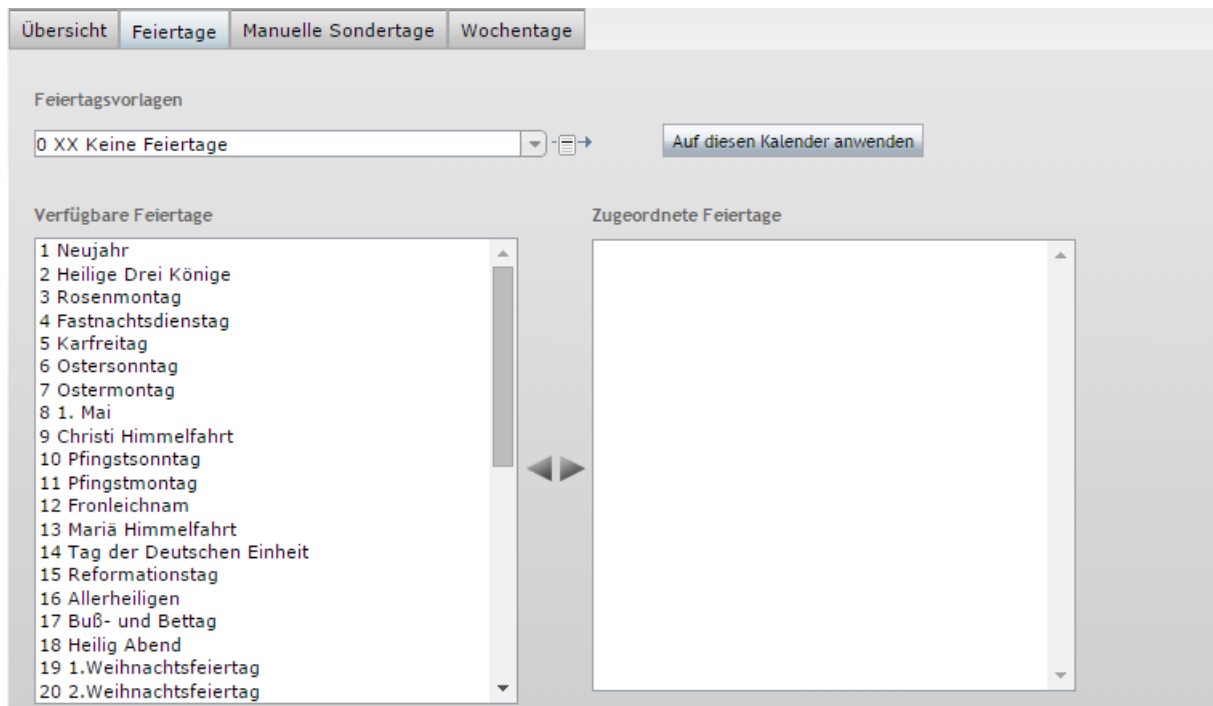 Übersicht Feiertage Manuelle Sondertage Wochentage
Feiertagsvorlagen
0 XX Keine Feiertage Auf diesen Kalender anwenden
Verfügbare Feiertage Zugeordnete Feiertage
1 Neujahr
2 Heilige Drei Könige
3 Rosenmontag
4 Fastnachtsdienstag
5 Karfreitag
6 Ostersonntag
7 Ostermontag
8 1. Mai
9 Christi Himmelfahrt
10 Pfingstsonntag
11 Pfingstmontag
12 Fronleichnam
13 Mariä Himmelfahrt
14 Tag der Deutschen Einheit
15 Reformationstag
16 Allerheiligen
17 Buß- und Bettag
18 Heilig Abend
19 1.Weihnachtsfeiertag
20 2.Weihnachtsfeiertag